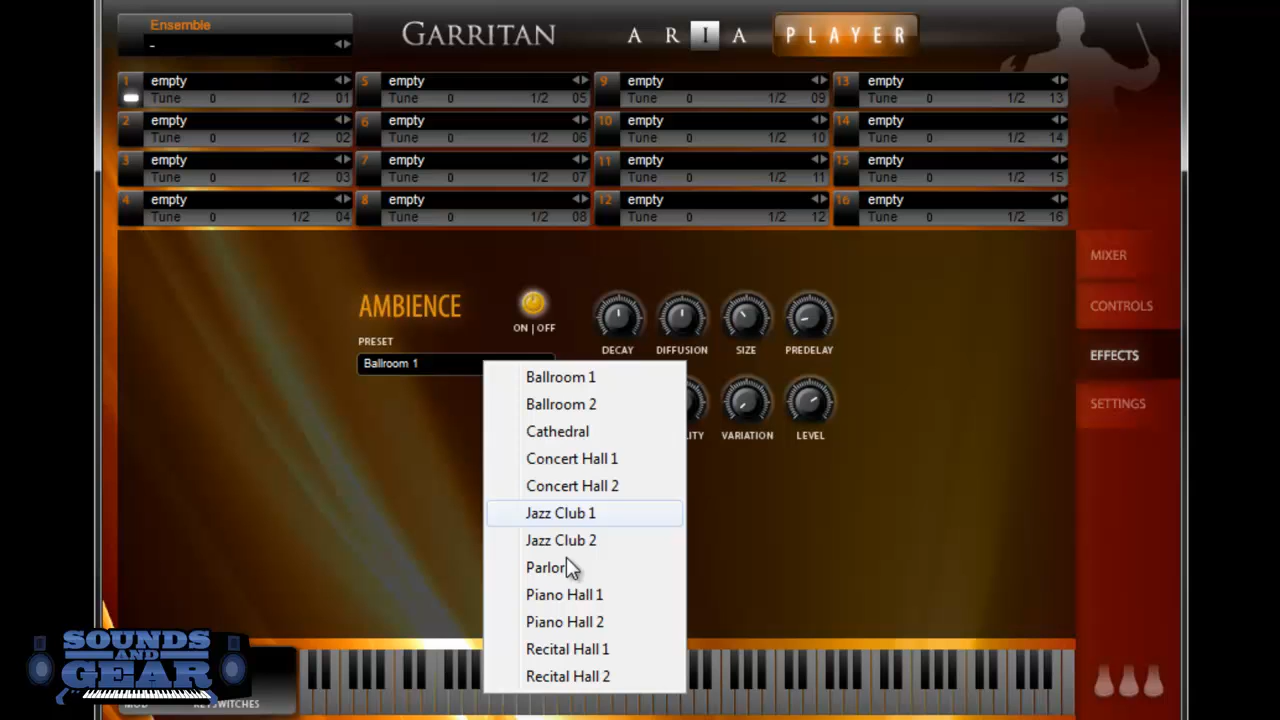 Ensemble
-
GARRITAN
ARIA PLAYER
1 empty
Tune 0 1/2 01
5 empty
Tune 0 1/2 05
9 empty
Tune 0 1/2 09
13 empty
Tune 0 1/2 13
2 empty
Tune 0 1/2 02
6 empty
Tune 0 1/2 06
10 empty
Tune 0 1/2 10
14 empty
Tune 0 1/2 14
3 empty
Tune 0 1/2 03
7 empty
Tune 0 1/2 07
11 empty
Tune 0 1/2 11
15 empty
Tune 0 1/2 15
4 empty
Tune 0 1/2 04
8 empty
Tune 0 1/2 08
12 empty
Tune 0 1/2 12
16 empty
Tune 0 1/2 16
MIXER
CONTROLS
EFFECTS
SETTINGS
AMBIENCE
ON | OFF
PRESET
Ballroom 1
DECAY
DIFFUSION
SIZE
PREDELAY
VARIATION
LEVEL
Ballroom 1
Ballroom 2
Cathedral
Concert Hall 1
Concert Hall 2
Jazz Club 1
Jazz Club 2
Parlor
Piano Hall 1
Piano Hall 2
Recital Hall 1
Recital Hall 2
SOUNDS
AND
GEAR